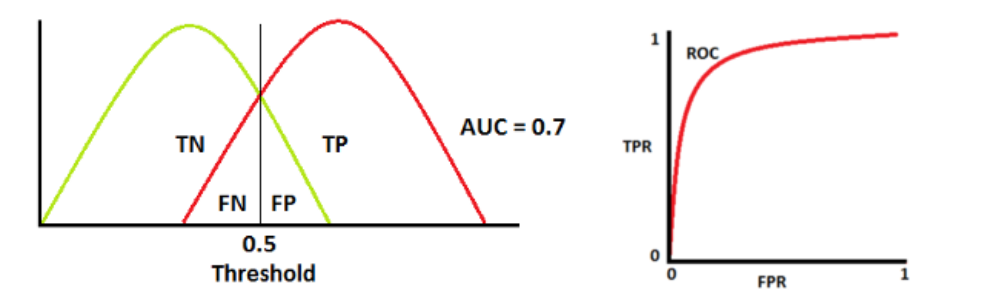 TN
TP
AUC = 0.7
FN
FP
0.5
Threshold
1
ROC
TPR
0
0
1
FPR